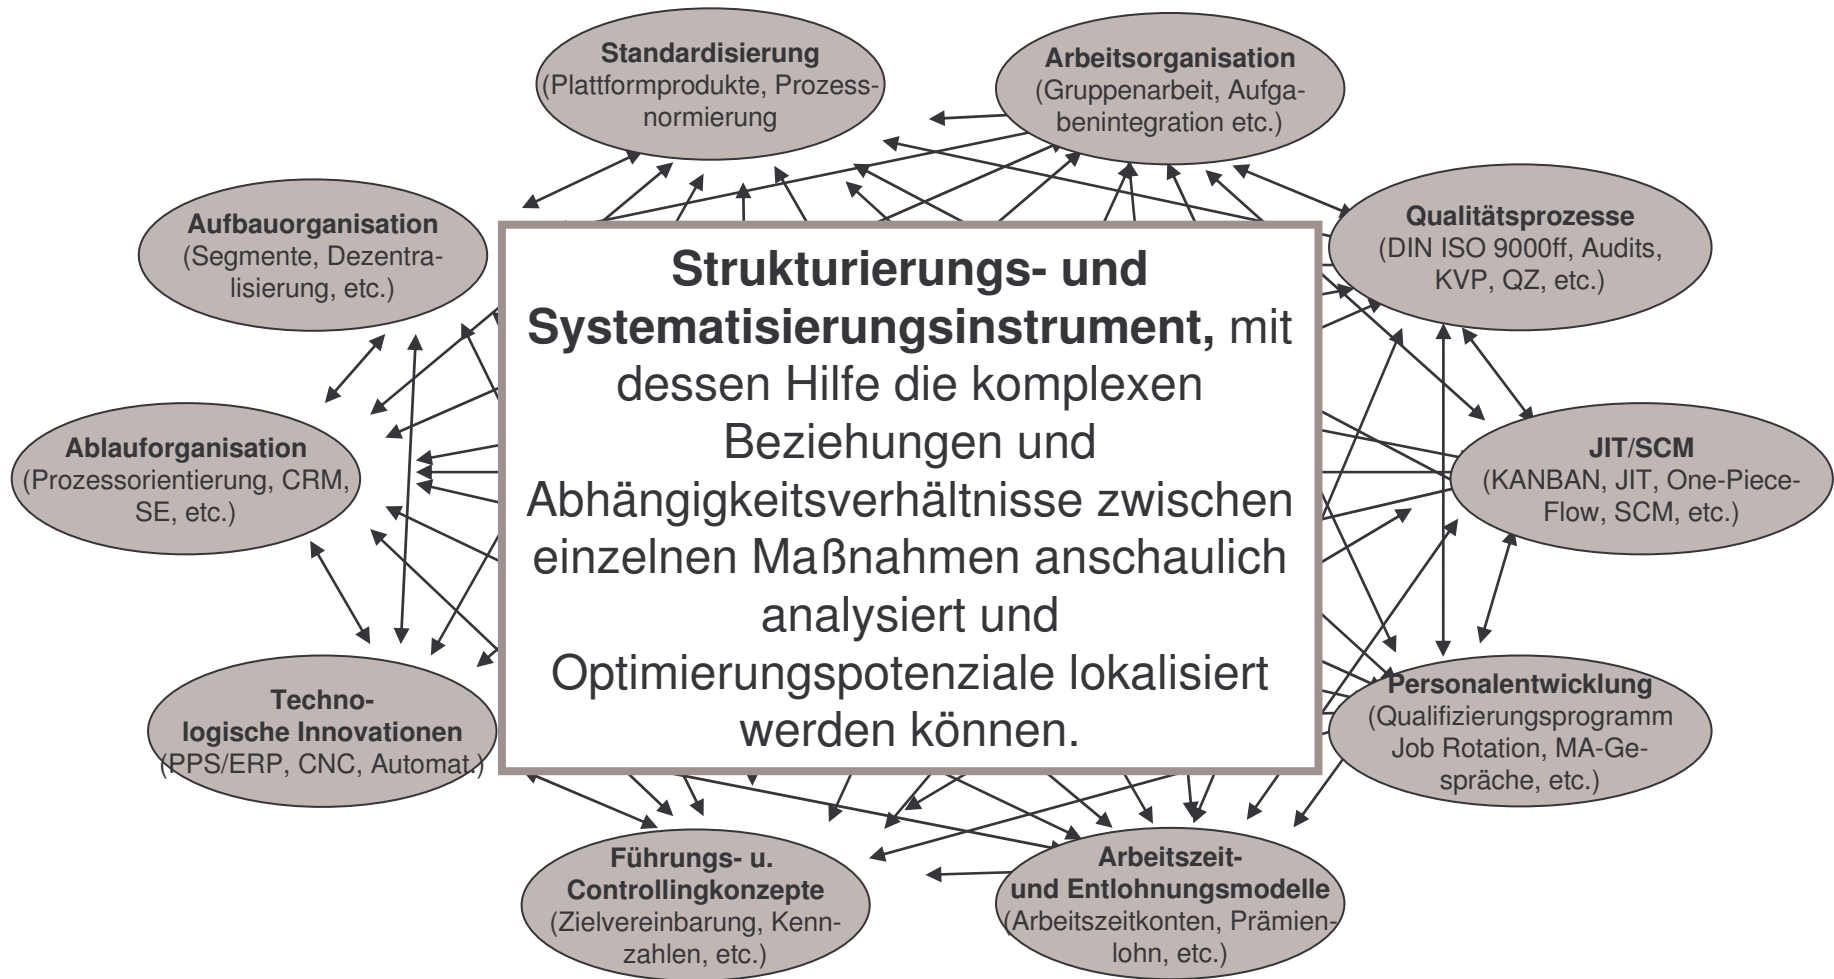 Standardisierung
(Plattformprodukte, Prozess-
normierung
Arbeitsorganisation
(Gruppenarbeit, Aufga-
benintegration etc.)
Aufbauorganisation
(Segmente, Dezentra-
lisierung, etc.)
Qualitätsprozesse
(DIN ISO 9000ff, Audits,
KVP, QZ, etc.)
Strukturierungs- und
Systematisierungsinstrument, mit
dessen Hilfe die komplexen
Beziehungen und
Abhängigkeitsverhältnisse zwischen
einzelnen Maßnahmen anschaulich
analysiert und
Optimierungspotenziale lokalisiert
werden können.
Ablauforganisation
(Prozessorientierung, CRM,
SE, etc.)
JIT/SCM
(KANBAN, JIT, One-Piece-
Flow, SCM, etc.)
Techno-
logische Innovationen
(PPS/ERP, CNC, Automat.)
Personalentwicklung
(Qualifizierungsprogramm
Job Rotation, MA-Ge-
spräche, etc.)
Führungs- u.
Controllingkonzepte
(Zielvereinbarung, Kenn-
zahlen, etc.)
Arbeitszeit-
und Entlohnungsmodelle
(Arbeitszeitkonten, Prämien-
lohn, etc.)